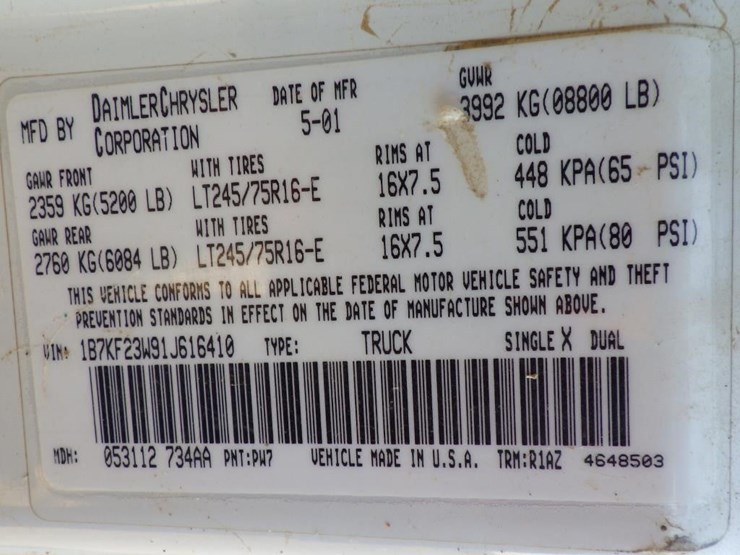 MFD BY DAIMLERCHRYSLER CORPORATION DATE OF MFR 5-01 GVWR 3992 KG(08800 LB)
GAWR FRONT WITH TIRES RIMS AT COLD
2359 KG(5200 LB) LT245/75R16-E 16X7.5 448 KPA(65 PSI)
GAWR REAR WITH TIRES RIMS AT COLD
2760 KG(6084 LB) LT245/75R16-E 16X7.5 551 KPA(80 PSI)
THIS VEHICLE CONFORMS TO ALL APPLICABLE FEDERAL MOTOR VEHICLE SAFETY AND THEFT
PREVENTION STANDARDS IN EFFECT ON THE DATE OF MANUFACTURE SHOWN ABOVE.
VIN: 1B7KF23W91J616410 TYPE: TRUCK SINGLE X DUAL
MDH: 053112 734AA PNT:PW7 VEHICLE MADE IN U.S.A. TRM:R1AZ 4648503